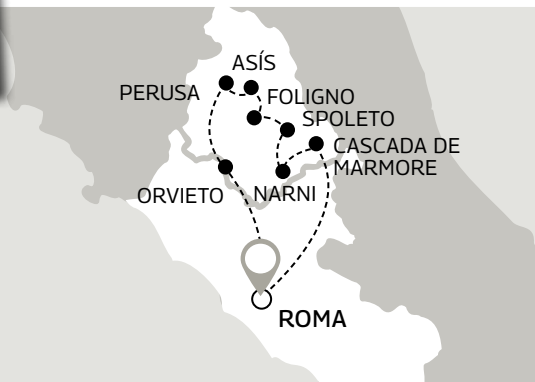 ASÍS
PERUSA
FOLIGNO
SPOLETO
CASCADA DE
MARMORE
ORVIETO
NARNI
ROMA